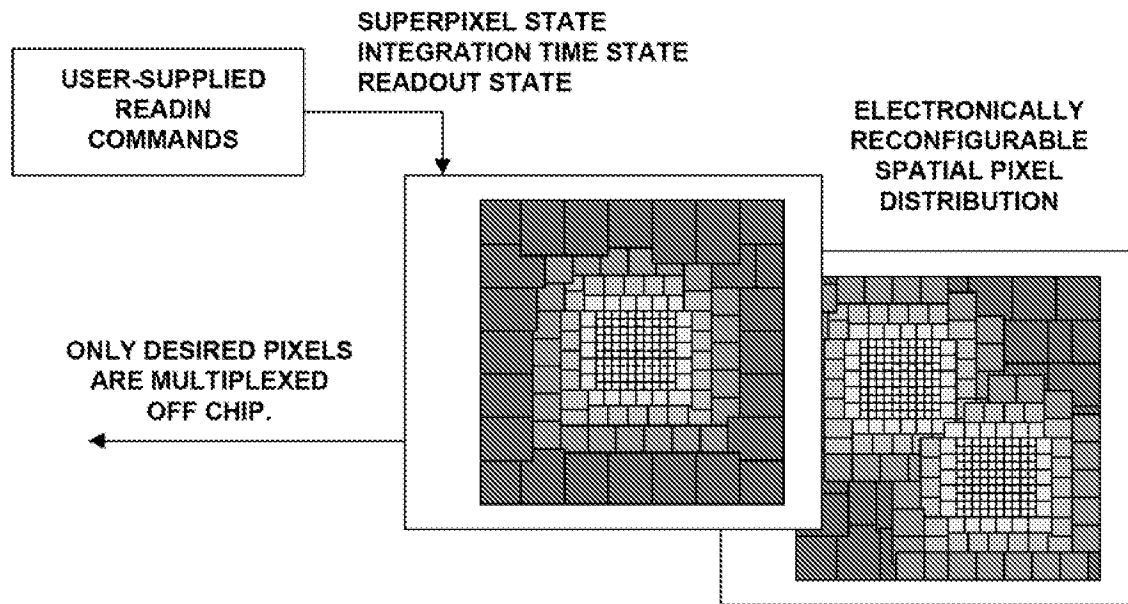 SUPERPIXEL STATE
INTEGRATION TIME STATE
READOUT STATE
USER-SUPPLIED
READIN
COMMANDS
ELECTRONICALLY
RECONFIGURABLE
SPATIAL PIXEL
DISTRIBUTION
ONLY DESIRED PIXELS
ARE MULTIPLEXED
OFF CHIP.